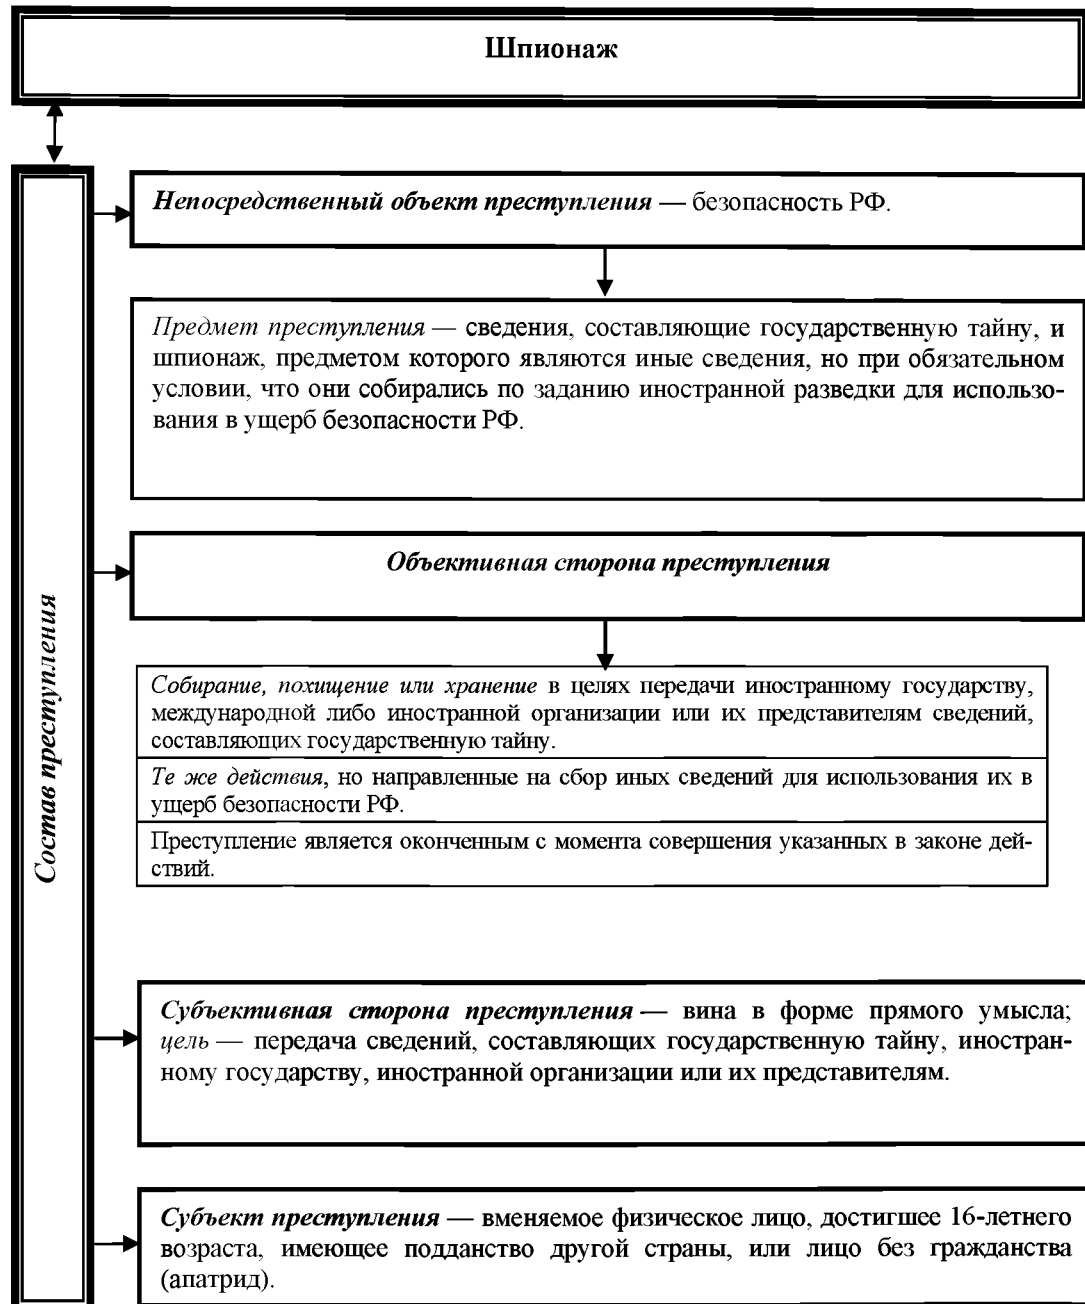 Шпионаж
Состав преступления
Непосредственный объект преступления — безопасность РФ.
Предмет преступления — сведения, составляющие государственную тайну, и
шпионаж, предметом которого являются иные сведения, но при обязательном
условии, что они собирались по заданию иностранной разведки для использо-
вания в ущерб безопасности РФ.
Объективная сторона преступления
Собирание, похищение или хранение в целях передачи иностранному государству,
международной либо иностранной организации или их представителям сведений,
составляющих государственную тайну.
Те же действия, но направленные на сбор иных сведений для использования их в
ущерб безопасности РФ.
Преступление является оконченным с момента совершения указанных в законе дей-
ствий.
Субъективная сторона преступления — вина в форме прямого умысла;
цель — передача сведений, составляющих государственную тайну, иностран-
ному государству, иностранной организации или их представителям.
Субъект преступления — вменяемое физическое лицо, достигшее 16-летнего
возраста, имеющее подданство другой страны, или лицо без гражданства
(апатрид).